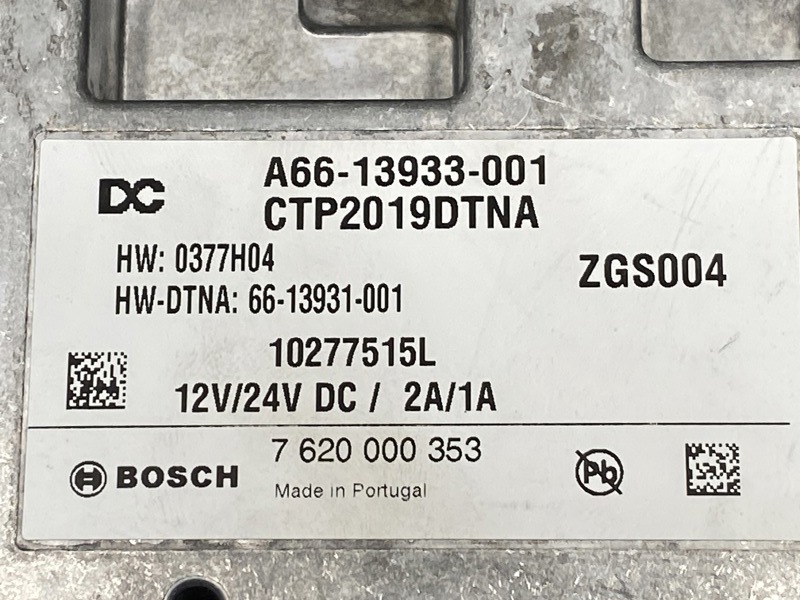 DC
A66-13933-001
CTP2019DTNA
HW: 0377H04
HW-DTNA: 66-13931-001
ZGS004
10277515L
12V/24V DC / 2A/1A
BOSCH
7 620 000 353
Made in Portugal
Pb